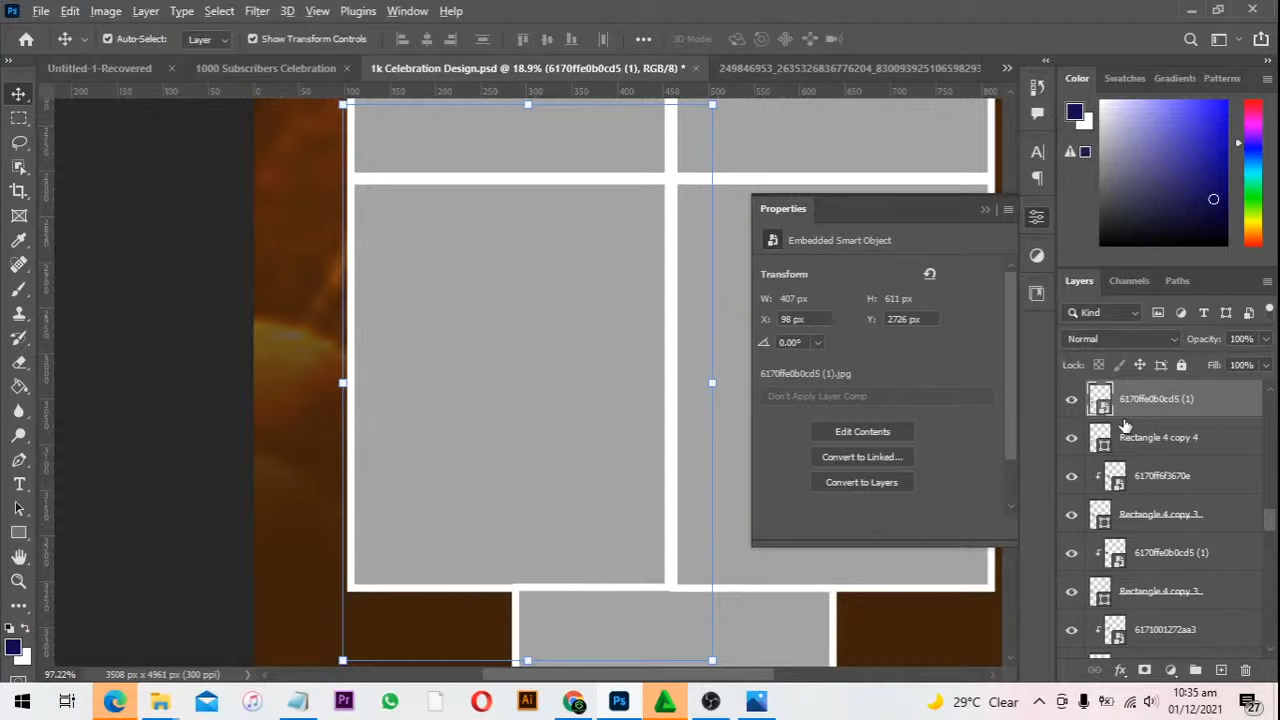 Ps File Edit Image Layer Type Select Filter 3D View Plugins Window Help
Auto-Select: Layer Show Transform Controls 3D Mode:
Untitled-1-Recovered × 1000 Subscribers Celebration × 1k Celebration Design.psd @ 18.9% (6170ffe0b0cd5 (1), RGB/8) * × 249846953_2635326836776204_830093925106598293
200 150 100 50 0 50 100 150 200 250 300 350 400 450 500 550 600 650 700 750 800
Color Swatches Gradients Patterns
Properties
Embedded Smart Object
Transform
W: 407 px H: 611 px
X: 98 px Y: 2726 px
0.00°
6170ffe0b0cd5 (1).jpg
Don't Apply Layer Comp
Edit Contents
Convert to Linked...
Convert to Layers
Layers Channels Paths
Kind
Normal Opacity: 100%
Lock: Fill: 100%
6170ffe0b0cd5 (1)
Rectangle 4 copy 4
6170ff6f3670e
Rectangle 4 copy 3
6170ffe0b0cd5 (1)
Rectangle 4 copy 3
6171001272aa3
97.22% 3508 px x 4961 px (300 ppi)
29°C Clear
10:35 am
01/12/2021
27